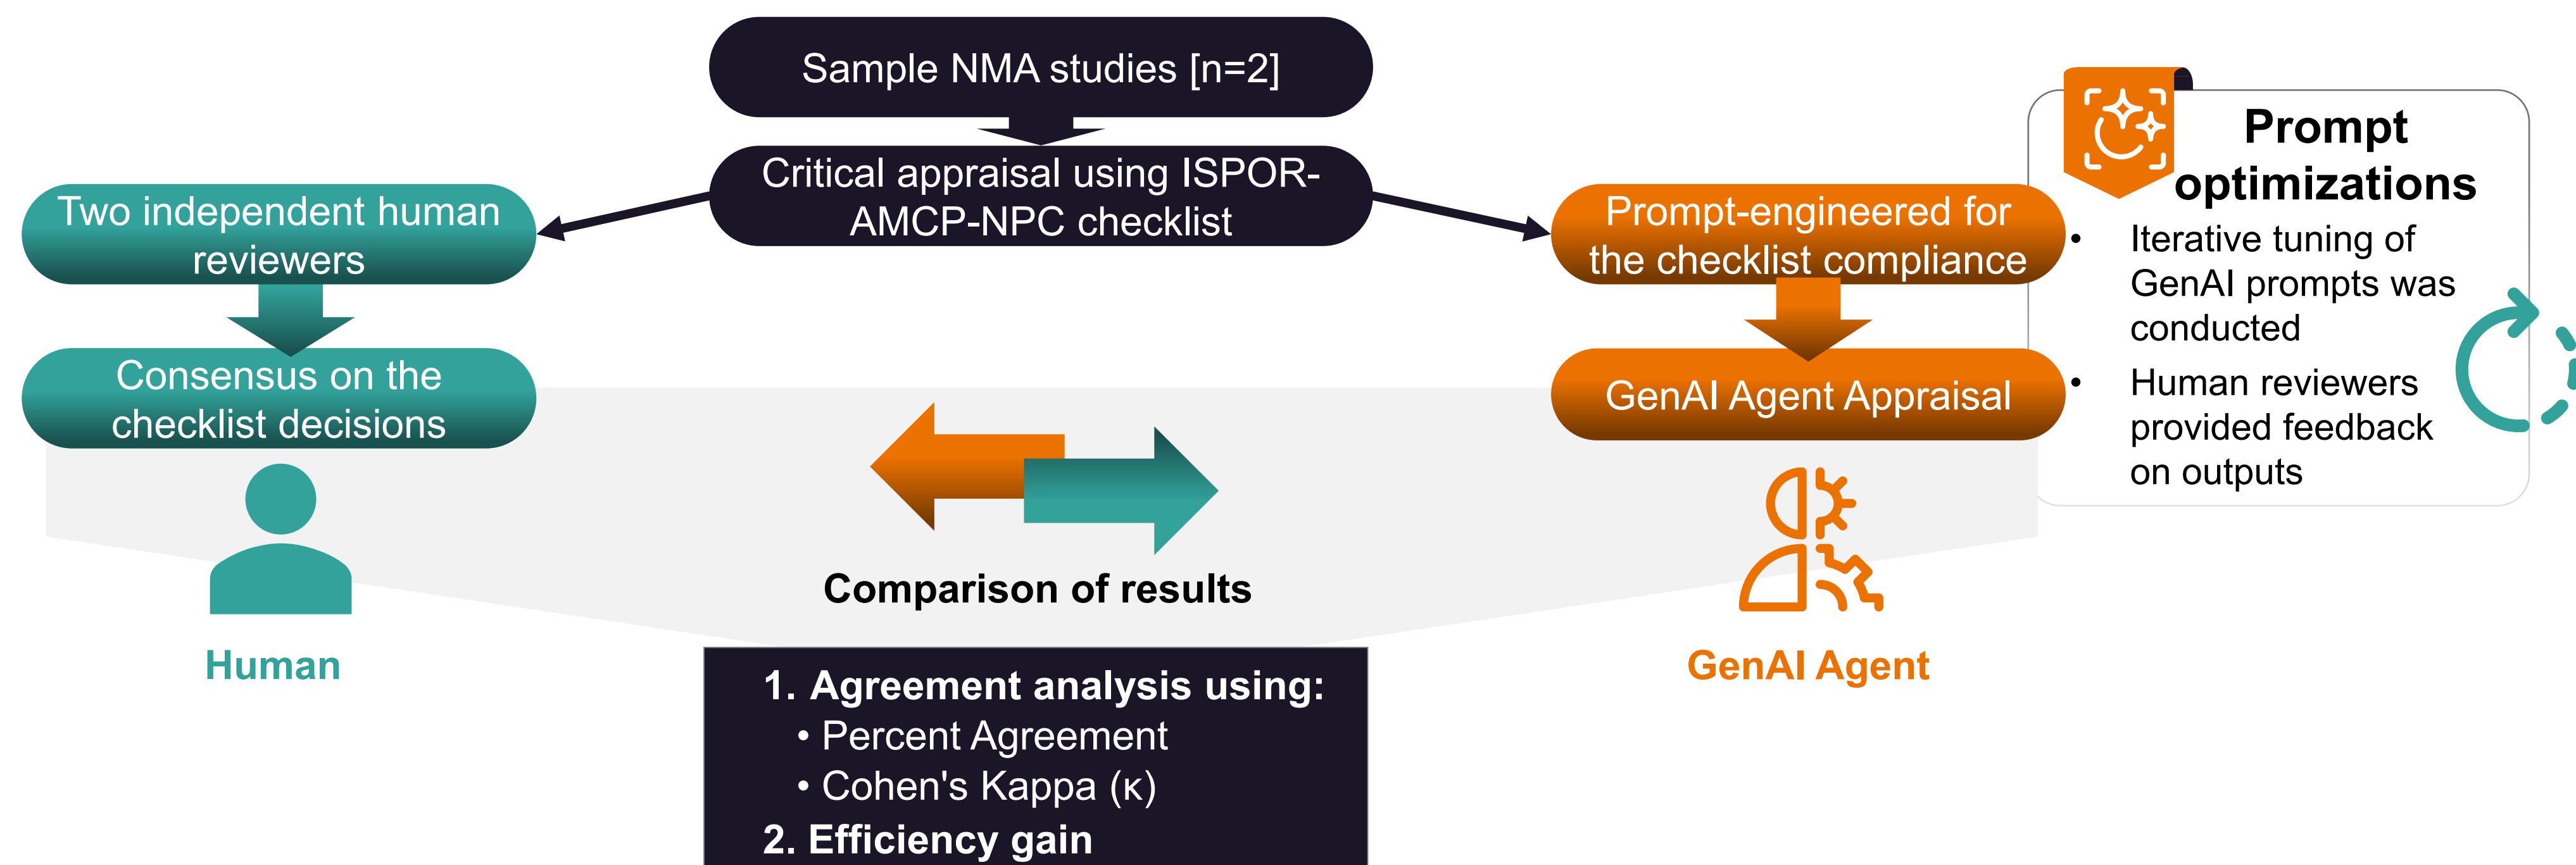 Sample NMA studies [n=2]
Critical appraisal using ISPOR-
AMCP-NPC checklist
Two independent human
reviewers
Consensus on the
checklist decisions
Human
Prompt-engineered for
the checklist compliance
GenAI Agent Appraisal
GenAI Agent
Prompt
optimizations
• Iterative tuning of
GenAI prompts was
conducted
• Human reviewers
provided feedback
on outputs
Comparison of results
1. Agreement analysis using:
• Percent Agreement
• Cohen's Kappa (κ)
2. Efficiency gain